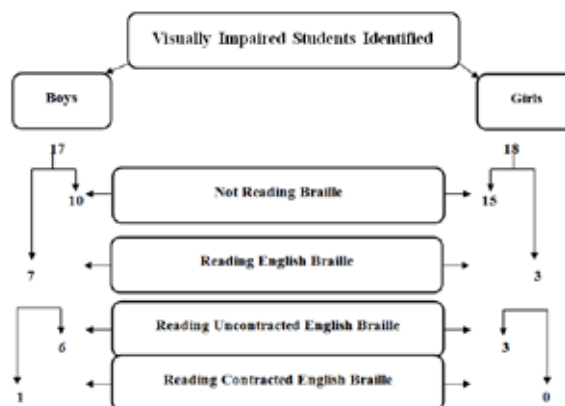 Visually Impaired Students Identified
Boys
Girls
17
18
10
Not Reading Braille
15
7
Reading English Braille
3
6
Reading Uncontracted English Braille
3
1
Reading Contracted English Braille
0